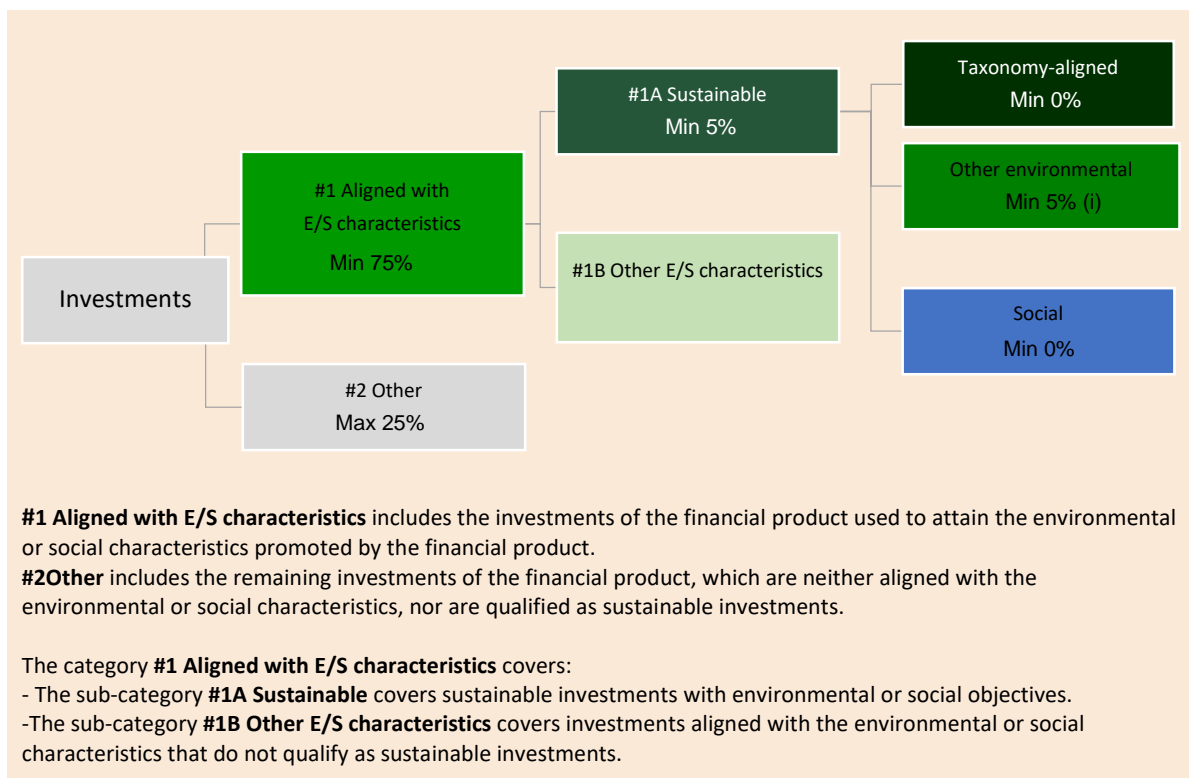 Taxonomy-aligned
Min 0%
#1A Sustainable
Min 5%
Other environmental
Min 5% (i)
#1 Aligned with
E/S characteristics
Min 75%
#1B Other E/S characteristics
Investments
Social
Min 0%
#2 Other
Max 25%
#1 Aligned with E/S characteristics includes the investments of the financial product used to attain the environmental
or social characteristics promoted by the financial product.
#2Other includes the remaining investments of the financial product, which are neither aligned with the
environmental or social characteristics, nor are qualified as sustainable investments.
The category #1 Aligned with E/S characteristics covers:
- The sub-category #1A Sustainable covers sustainable investments with environmental or social objectives.
-The sub-category #1B Other E/S characteristics covers investments aligned with the environmental or social
characteristics that do not qualify as sustainable investments.